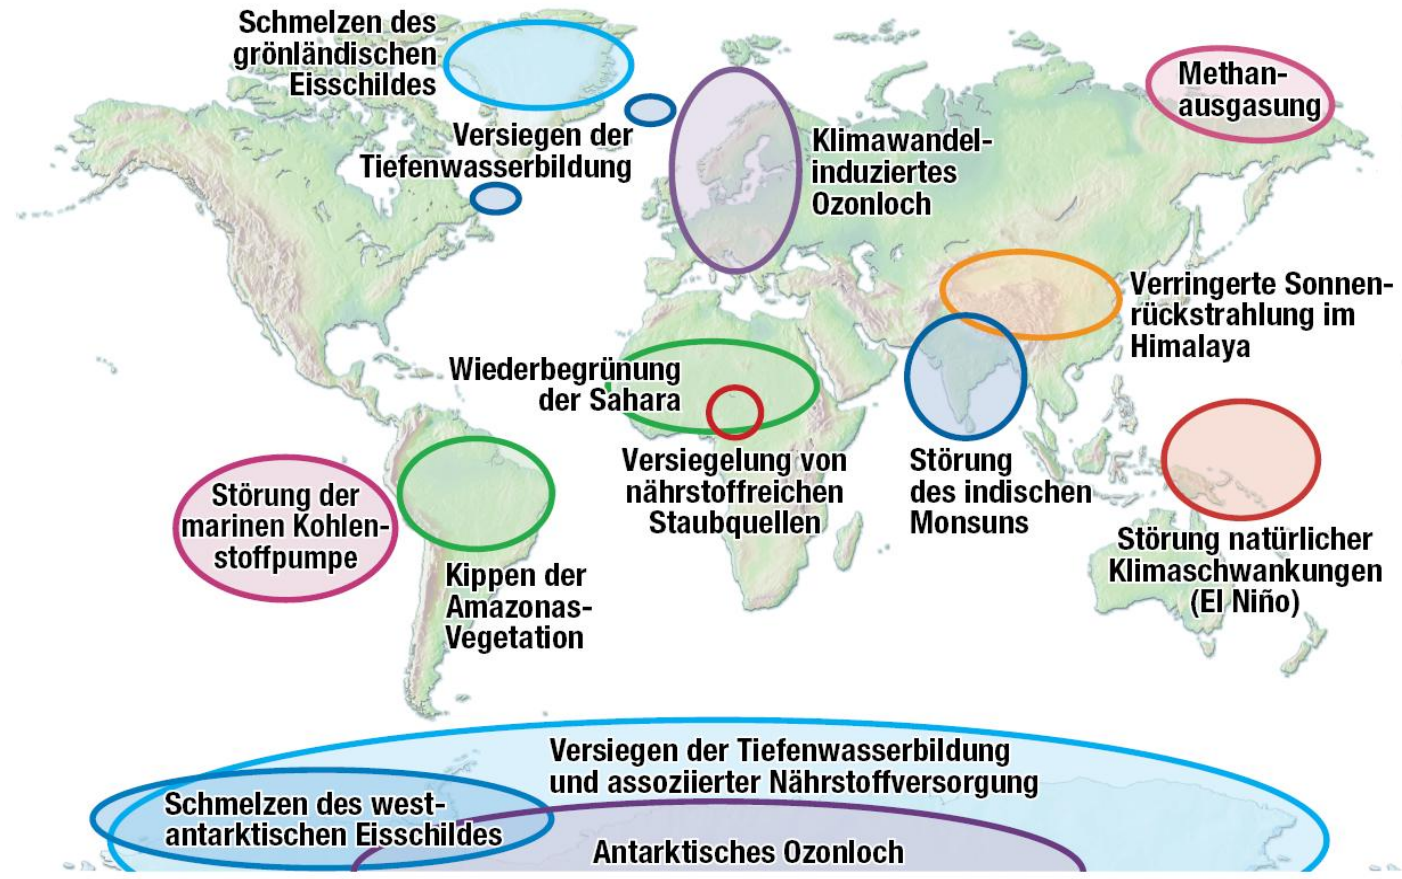 Schmelzen des
grönländischen
Eisschildes
Versiegen der
Tiefenwasserbildung
Klimawandel-
induziertes
Ozonloch
Methan-
ausgasung
Verringerte Sonnen-
rückstrahlung im
Himalaya
Wiederbegrünung
der Sahara
Versiegelung von
nährstoffreichen
Staubquellen
Störung
des indischen
Monsuns
Störung der
marinen Kohlen-
stoffpumpe
Kippen der
Amazonas-
Vegetation
Störung natürlicher
Klimaschwankungen
(El Niño)
Versiegen der Tiefenwasserbildung
und assoziierter Nährstoffversorgung
Schmelzen des west-
antarktischen Eisschildes
Antarktisches Ozonloch